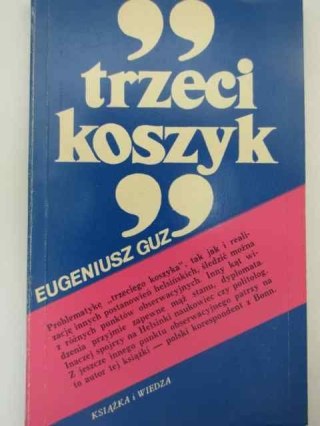 „
trzeci
koszyk
”
EUGENIUSZ GUZ
Problematykę „trzeciego koszyka”, tak jak i reali-
zację innych postanowień helsińskich, śledzić można
z różnych punktów obserwacyjnych. Inny kąt wi-
dzenia przyjmie zapewne mąż stanu, dyplomata.
Inaczej spojrzy na Helsinki naukowiec czy politolog.
Z jeszcze innego punktu obserwacyjnego patrzy na
to autor tej książki — polski korespondent z Bonn.
KSIĄŻKA i WIEDZA